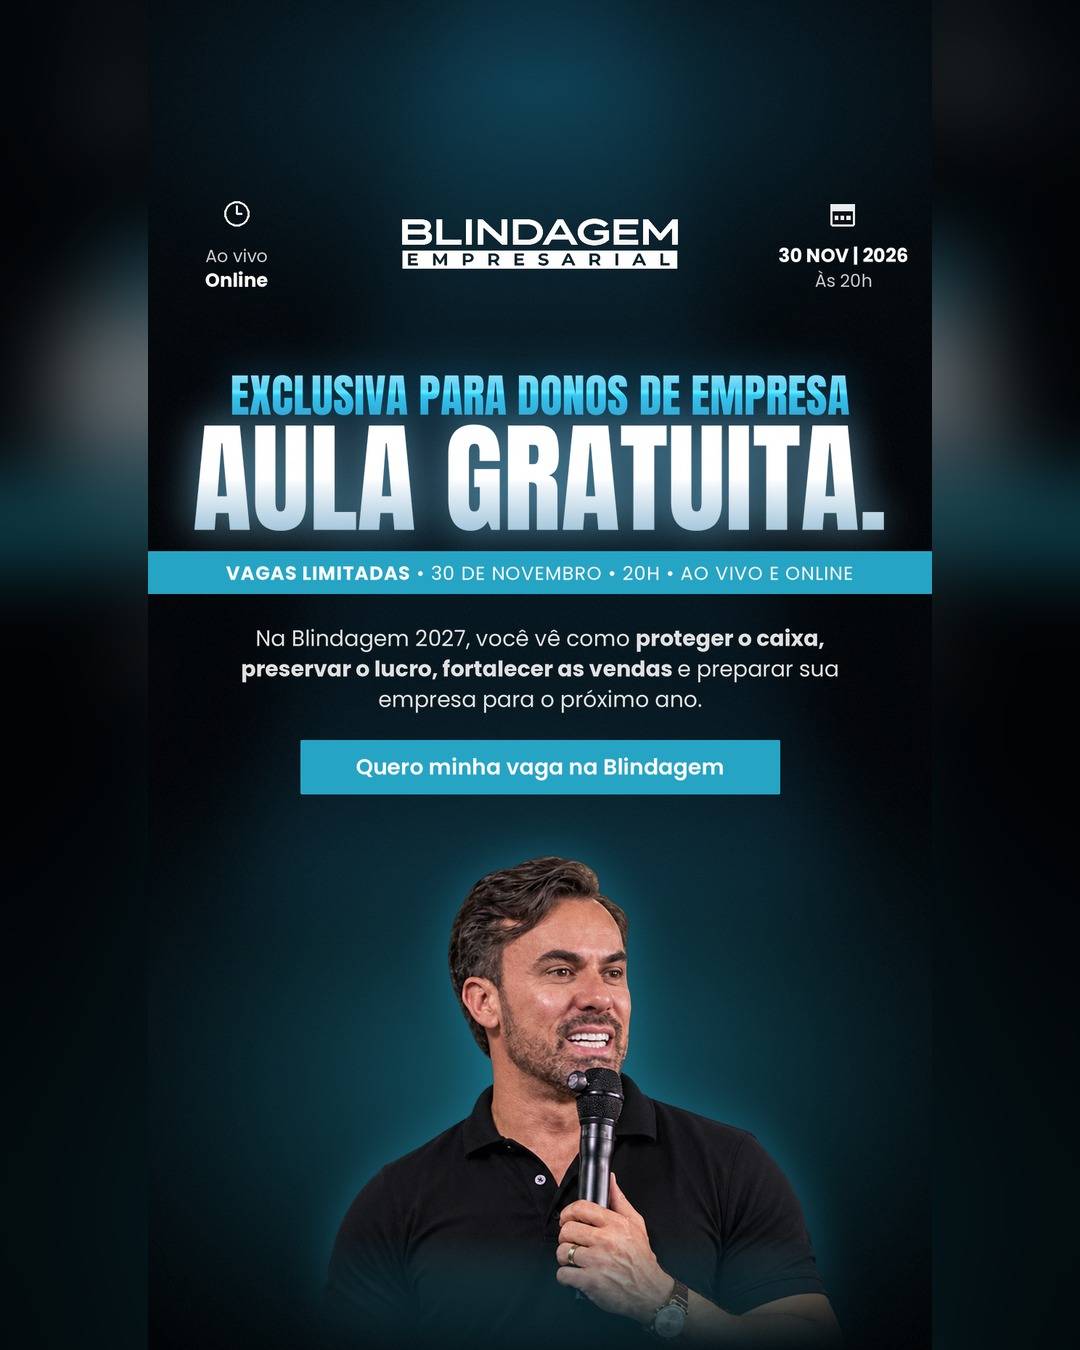 Ao vivo
Online
BLINDAGEM
EMPRESARIAL
30 NOV | 2026
Às 20h
EXCLUSIVA PARA DONOS DE EMPRESA
AULA GRATUITA.
VAGAS LIMITADAS • 30 DE NOVEMBRO • 20H • AO VIVO E ONLINE
Na Blindagem 2027, você vê como proteger o caixa,
preservar o lucro, fortalecer as vendas e preparar sua
empresa para o próximo ano.
Quero minha vaga na Blindagem